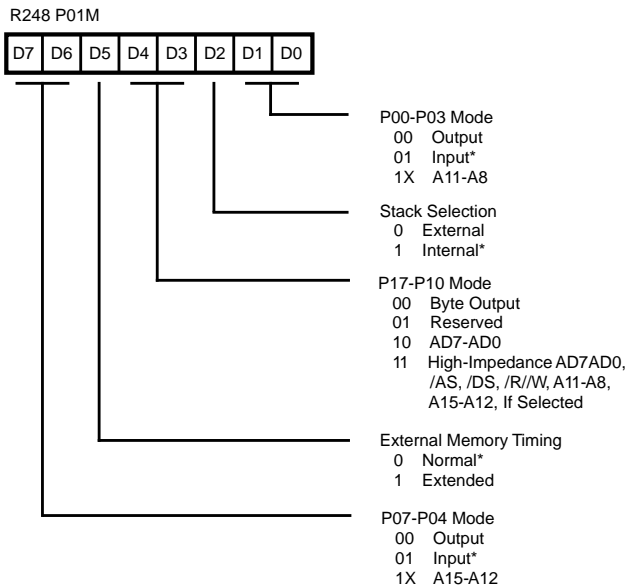 R248 P01M
D7 D6 D5 D4 D3 D2 D1 D0
P00-P03 Mode
00 Output
01 Input*
1X A11-A8
Stack Selection
0 External
1 Internal*
P17-P10 Mode
00 Byte Output
01 Reserved
10 AD7-AD0
11 High-Impedance AD7AD0,
/AS, /DS, /R//W, A11-A8,
A15-A12, If Selected
External Memory Timing
0 Normal*
1 Extended
P07-P04 Mode
00 Output
01 Input*
1X A15-A12